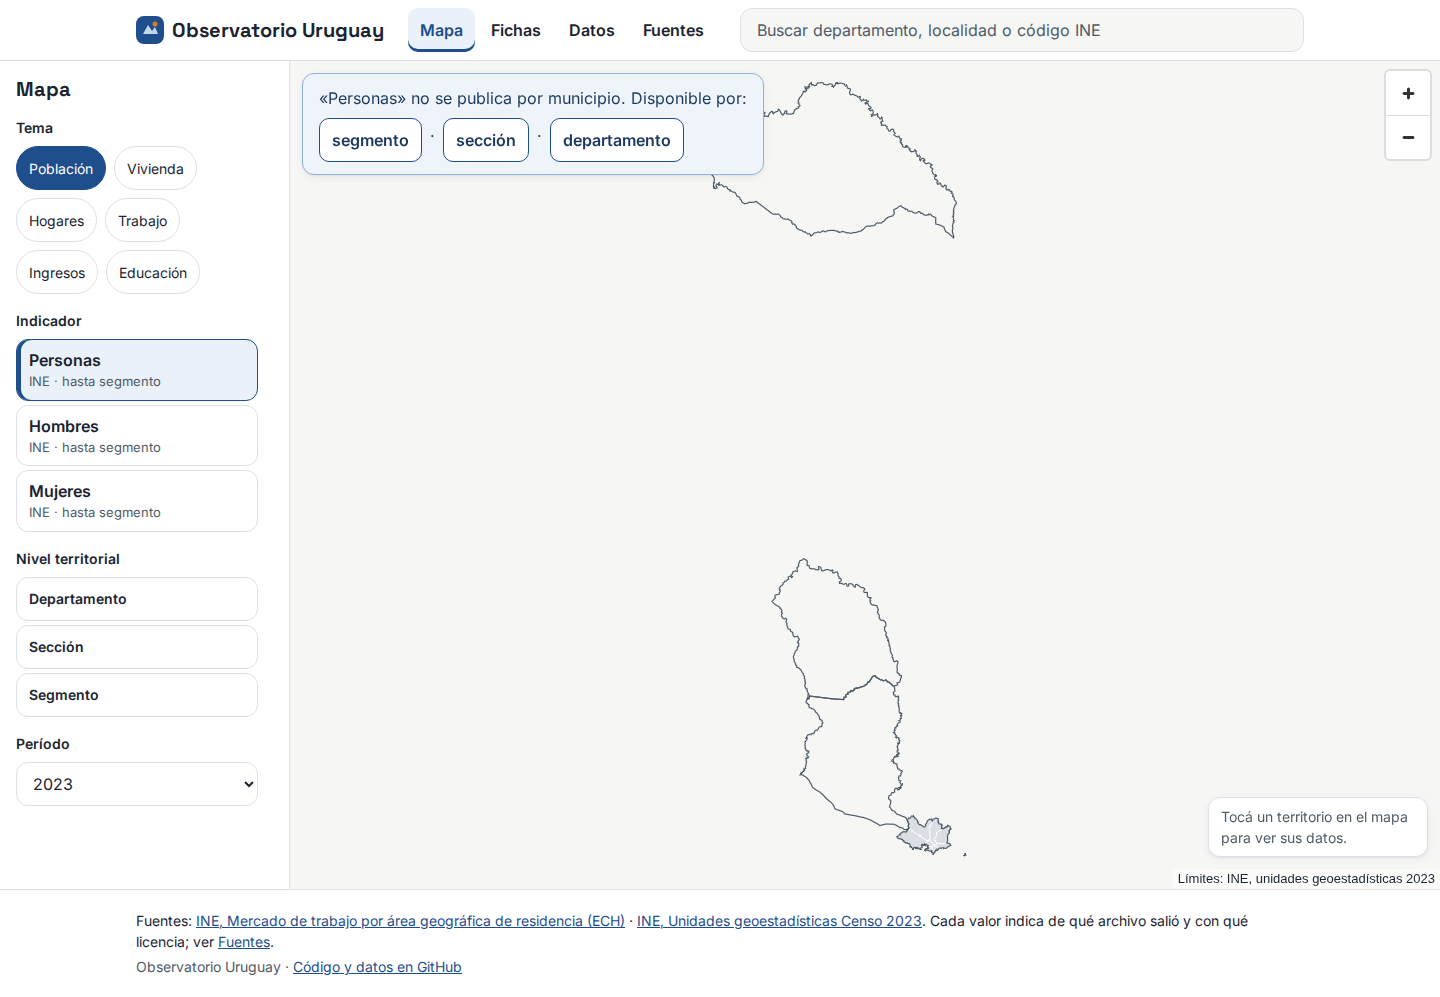 Observatorio Uruguay
Mapa
Fichas
Datos
Fuentes
Buscar departamento, localidad o código INE
Mapa
Tema
Población
Vivienda
Hogares
Trabajo
Ingresos
Educación
Indicador
Personas
INE · hasta segmento
Hombres
INE · hasta segmento
Mujeres
INE · hasta segmento
Nivel territorial
Departamento
Sección
Segmento
Período
2023
«Personas» no se publica por municipio. Disponible por:
segmento · sección · departamento
+
−
Tocá un territorio en el mapa
para ver sus datos.
Límites: INE, unidades geoestadísticas 2023
Fuentes: INE, Mercado de trabajo por área geográfica de residencia (ECH) · INE, Unidades geoestadísticas Censo 2023. Cada valor indica de qué archivo salió y con qué
licencia; ver Fuentes.
Observatorio Uruguay · Código y datos en GitHub